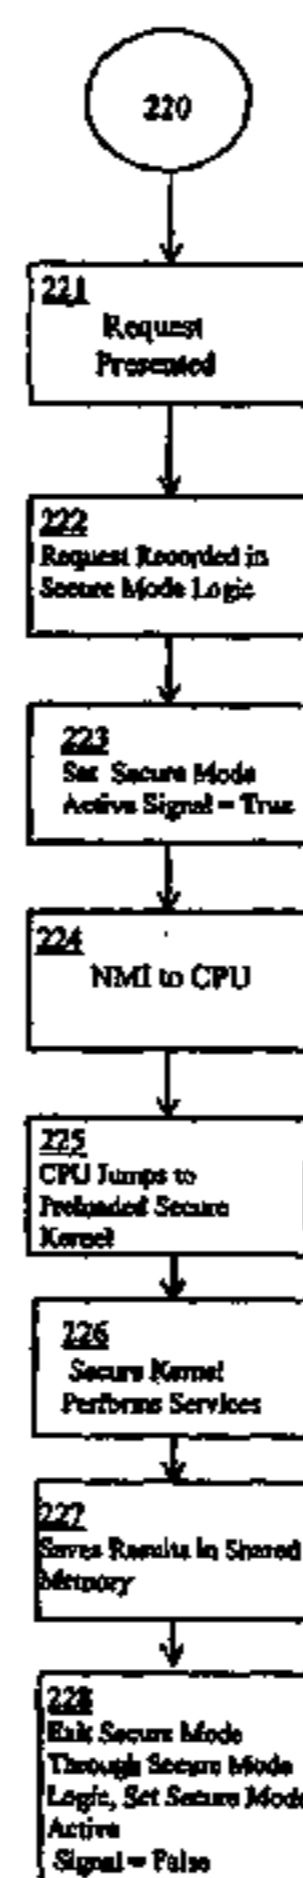 220
221
Request
Presented
222
Request Recorded in
Secure Mode Logic
223
Set Secure Mode
Active Signal = True
224
NMI to CPU
225
CPU Jumps to
Preloaded Secure
Kernel
226
Secure Kernel
Performs Services
227
Saves Results in Shared
Memory
228
Exit Secure Mode
Through Secure Mode
Logic, Set Secure Mode
Active
Signal = False